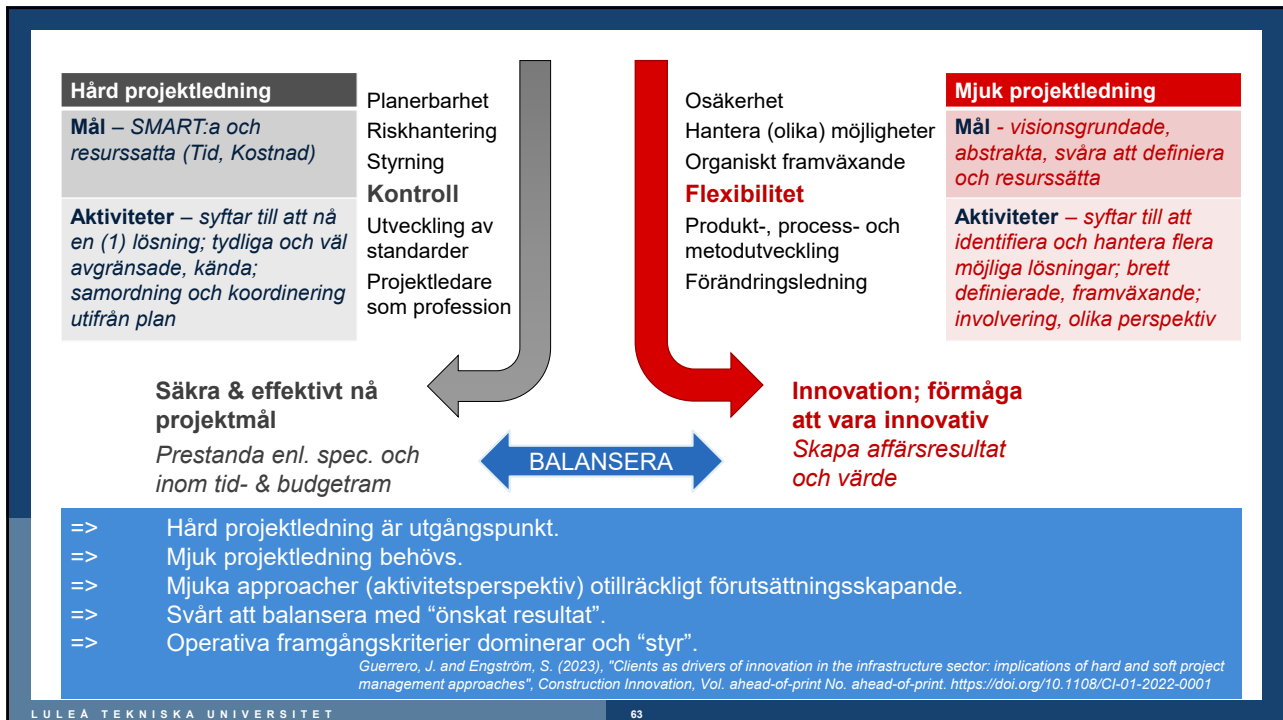 Hård projektledning
Mål – SMART:a och
resurssatta (Tid, Kostnad)
Aktiviteter – syftar till att nå
en (1) lösning; tydliga och väl
avgränsade, kända;
samordning och koordinering
utifrån plan
Planerbarhet
Riskhantering
Styrning
Kontroll
Utveckling av
standarder
Projektledare
som profession
Osäkerhet
Hantera (olika) möjligheter
Organiskt framväxande
Flexibilitet
Produkt-, process- och
metodutveckling
Förändringsledning
Mjuk projektledning
Mål - visionsgrundade,
abstrakta, svåra att definiera
och resurssätta
Aktiviteter – syftar till att
identifiera och hantera flera
möjliga lösningar; brett
definierade, framväxande;
involvering, olika perspektiv
Säkra & effektivt nå
projektmål
Prestanda enl. spec. och
inom tid- & budgetram
BALANSERA
Innovation; förmåga
att vara innovativ
Skapa affärsresultat
och värde
=> Hård projektledning är utgångspunkt.
=> Mjuk projektledning behövs.
=> Mjuka approacher (aktivitetsperspektiv) otillräckligt förutsättningsskapande.
=> Svårt att balansera med “önskat resultat”.
=> Operativa framgångskriterier dominerar och “styr”.
Guerrero, J. and Engström, S. (2023), "Clients as drivers of innovation in the infrastructure sector: implications of hard and soft project
management approaches", Construction Innovation, Vol. ahead-of-print No. ahead-of-print. https://doi.org/10.1108/CI-01-2022-0001
LULEÅ TEKNISKA UNIVERSITET
63